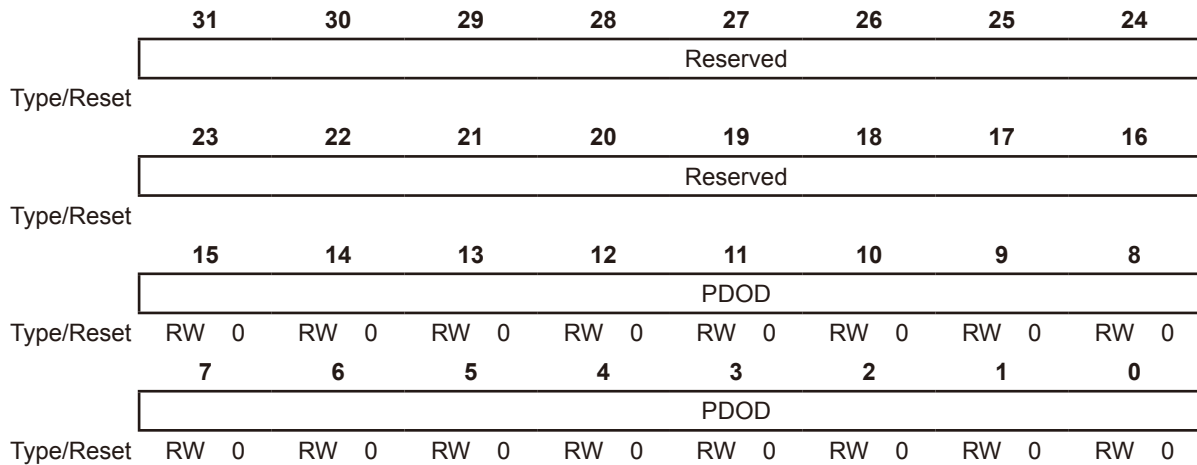 31 30 29 28 27 26 25 24
Reserved
Type/Reset
23 22 21 20 19 18 17 16
Reserved
Type/Reset
15 14 13 12 11 10 9 8
PDOD
Type/Reset RW 0 RW 0 RW 0 RW 0 RW 0 RW 0 RW 0 RW 0
7 6 5 4 3 2 1 0
PDOD
Type/Reset RW 0 RW 0 RW 0 RW 0 RW 0 RW 0 RW 0 RW 0